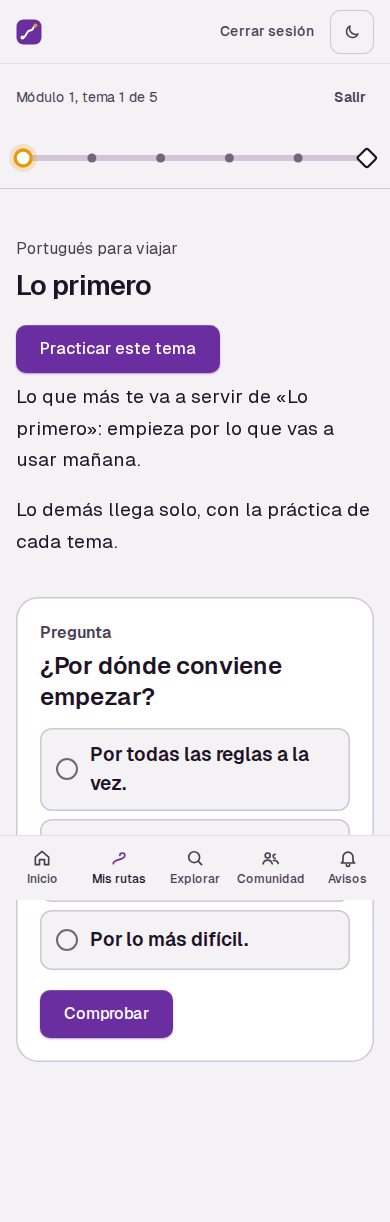 Cerrar sesión
Módulo 1, tema 1 de 5
Salir
Portugués para viajar
Lo primero
Practicar este tema
Lo que más te va a servir de «Lo
primero»: empieza por lo que vas a
usar mañana.
Lo demás llega solo, con la práctica de
cada tema.
Pregunta
¿Por dónde conviene
empezar?
Por todas las reglas a la
vez.
Inicio
Mis rutas
Explorar
Comunidad
Avisos
Por lo más difícil.
Comprobar